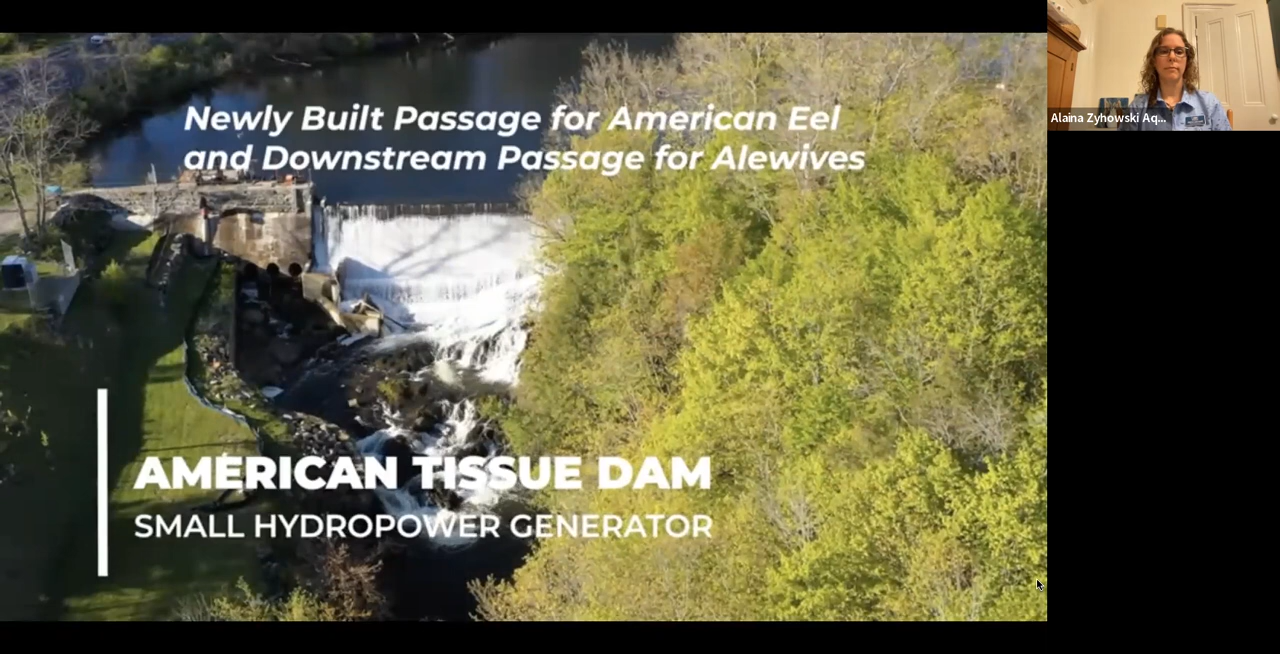 Newly Built Passage for American Eel
and Downstream Passage for Alewives
AMERICAN TISSUE DAM
SMALL HYDROPOWER GENERATOR
Alaina Zyhowski Aq...